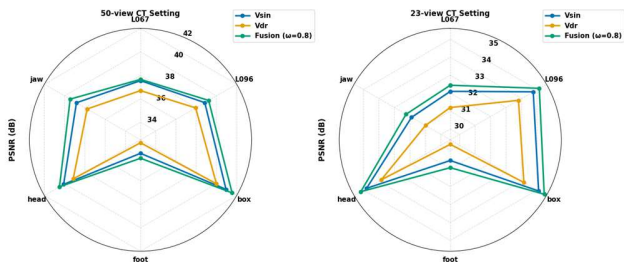 50-view CT Setting
L067
Vsin
Vdr
Fusion (ω=0.8)
42
40
38
36
34
jaw
L096
PSNR (dB)
head
box
foot
23-view CT Setting
L067
Vsin
Vdr
Fusion (ω=0.8)
35
34
33
32
31
30
jaw
L096
PSNR (dB)
head
box
foot